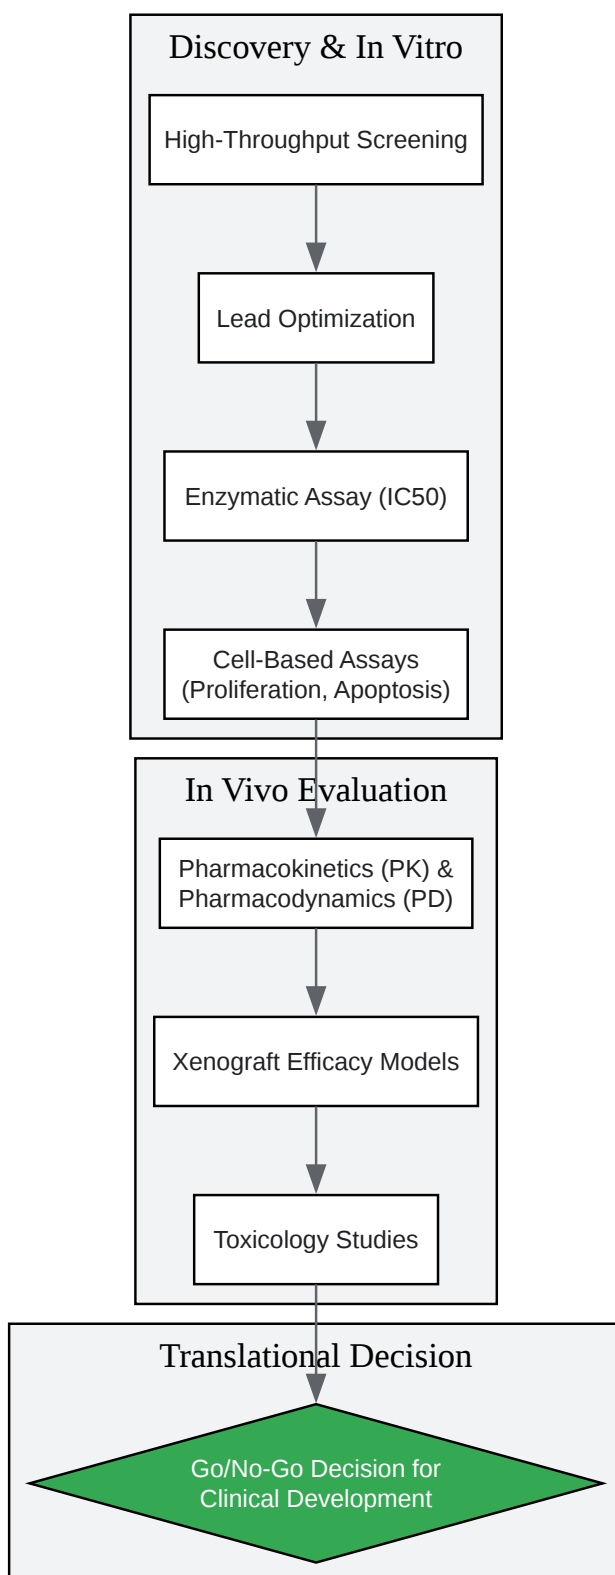 Discovery & In Vitro
High-Throughput Screening
Lead Optimization
Enzymatic Assay (IC50)
Cell-Based Assays
(Proliferation, Apoptosis)
In Vivo Evaluation
Pharmacokinetics (PK) &
Pharmacodynamics (PD)
Xenograft Efficacy Models
Toxicology Studies
Translational Decision
Go/No-Go Decision for
Clinical Development